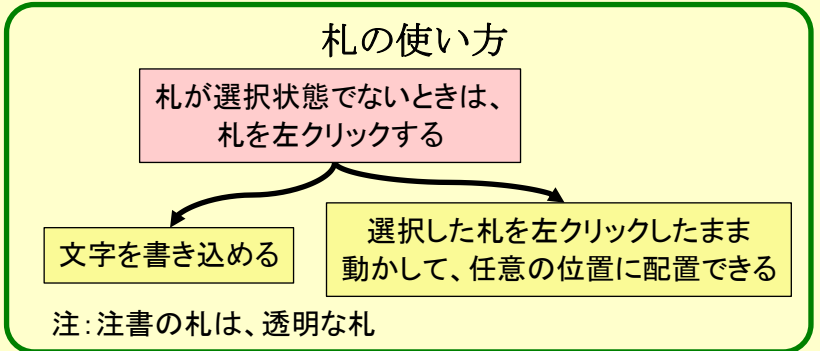 札の使い方
札が選択状態でないときは、
札を左クリックする
文字を書き込める
選択した札を左クリックしたまま
動かして、任意の位置に配置できる
注：注書の札は、透明な札